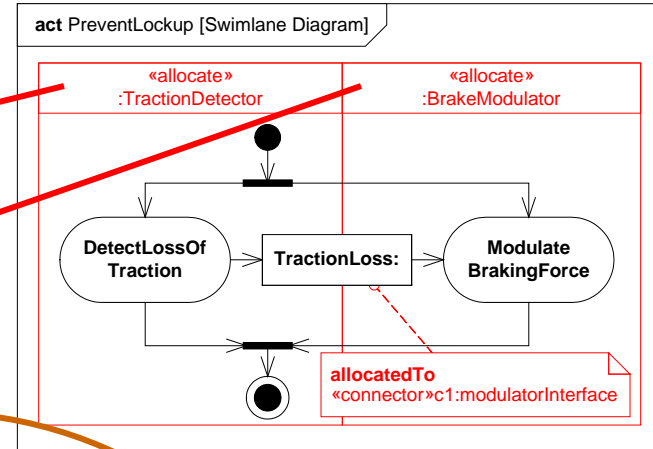 act PreventLockup [Swimlane Diagram]
«allocate»
:TractionDetector
«allocate»
:BrakeModulator
DetectLossOf
Traction
TractionLoss:
Modulate
BrakingForce
allocatedTo
«connector»c1:modulatorInterface